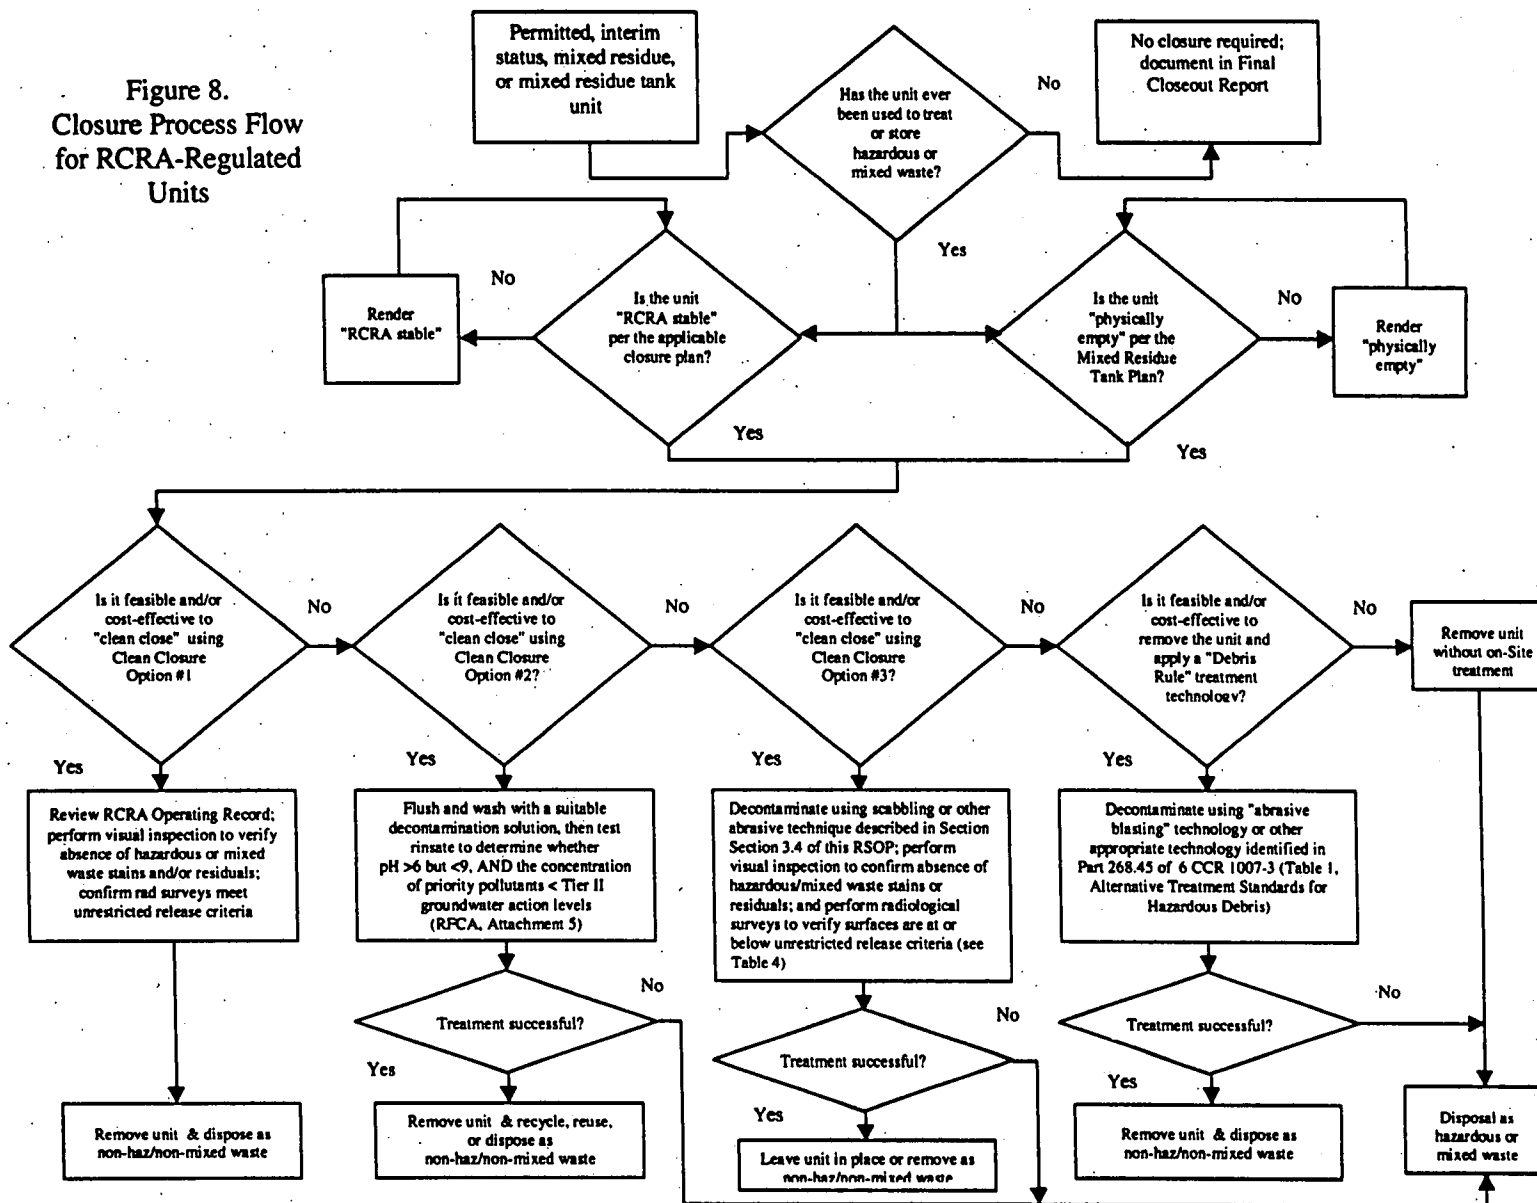 Figure 8.
Closure Process Flow
for RCRA-Regulated
Units
Permitted, interim
status, mixed residue,
or mixed residue tank
unit
Has the unit ever
been used to treat
or store
hazardous or
mixed waste?
No
No closure required;
document in Final
Closeout Report
Yes
Render
"RCRA stable"
No
Is the unit
"RCRA stable"
per the applicable
closure plan?
Yes
Is the unit
"physically
empty" per the
Mixed Residue
Tank Plan?
No
Render
"physically
empty"
Yes
Is it feasible and/or
cost-effective to
"clean close" using
Clean Closure
Option #1
No
Is it feasible and/or
cost-effective to
"clean close" using
Clean Closure
Option #2?
No
Is it feasible and/or
cost-effective to
"clean close" using
Clean Closure
Option #3?
No
Is it feasible and/or
cost-effective to
remove the unit and
apply a "Debris
Rule" treatment
technology?
No
Remove unit
without on-Site
treatment
Yes
Review RCRA Operating Record;
perform visual inspection to verify
absence of hazardous or mixed
waste stains and/or residuals;
confirm rad surveys meet
unrestricted release criteria
Yes
Flush and wash with a suitable
decontamination solution, then test
rinsate to determine whether
pH >6 but <9, AND the concentration
of priority pollutants < Tier II
groundwater action levels
(RFCA, Attachment 5)
Yes
Decontaminate using scabbling or other
abrasive technique described in Section
Section 3.4 of this RSOP; perform
visual inspection to confirm absence of
hazardous/mixed waste stains or
residuals; and perform radiological
surveys to verify surfaces are at or
below unrestricted release criteria (see
Table 4)
Yes
Decontaminate using "abrasive
blasting" technology or other
appropriate technology identified in
Part 268.45 of 6 CCR 1007-3 (Table 1,
Alternative Treatment Standards for
Hazardous Debris)
Treatment successful?
No
Yes
Treatment successful?
No
Yes
Treatment successful?
No
Yes
Remove unit & dispose as
non-haz/non-mixed waste
Remove unit & recycle, reuse,
or dispose as
non-haz/non-mixed waste
Leave unit in place or remove as
non-haz/non-mixed waste
Remove unit & dispose as
non-haz/non-mixed waste
Disposal as
hazardous or
mixed waste